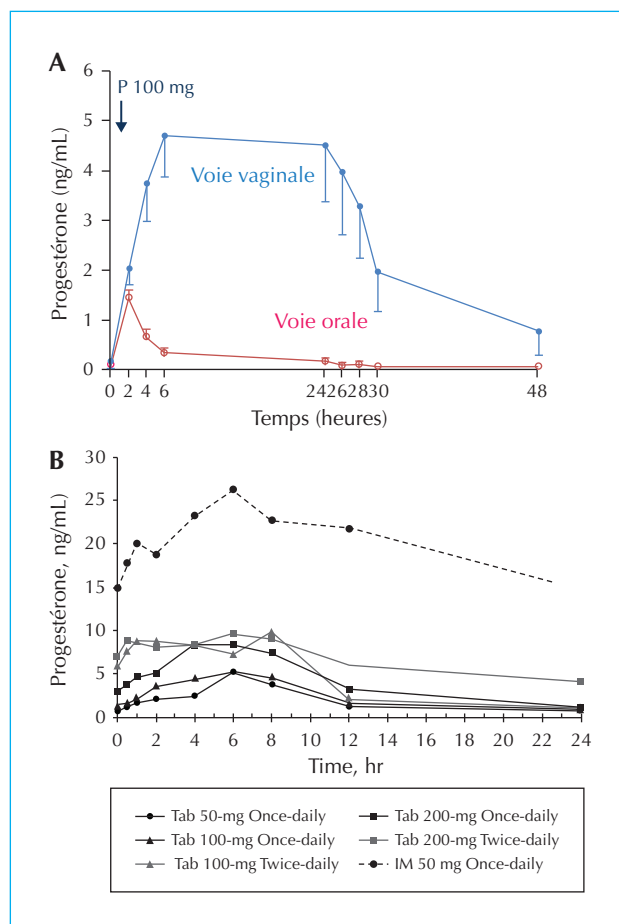 A
P 100 mg
Progestérone (ng/mL)
6
5
4
3
2
1
0
Voie vaginale
Voie orale
0 2 4 6 24262830 48
Temps (heures)
B
Progestérone, ng/mL
30
25
20
15
10
5
0
0 2 4 6 8 10 12 14 16 18 20 22 24
Time, hr
Tab 50-mg Once-daily
Tab 100-mg Once-daily
Tab 100-mg Twice-daily
Tab 200-mg Once-daily
Tab 200-mg Twice-daily
IM 50 mg Once-daily